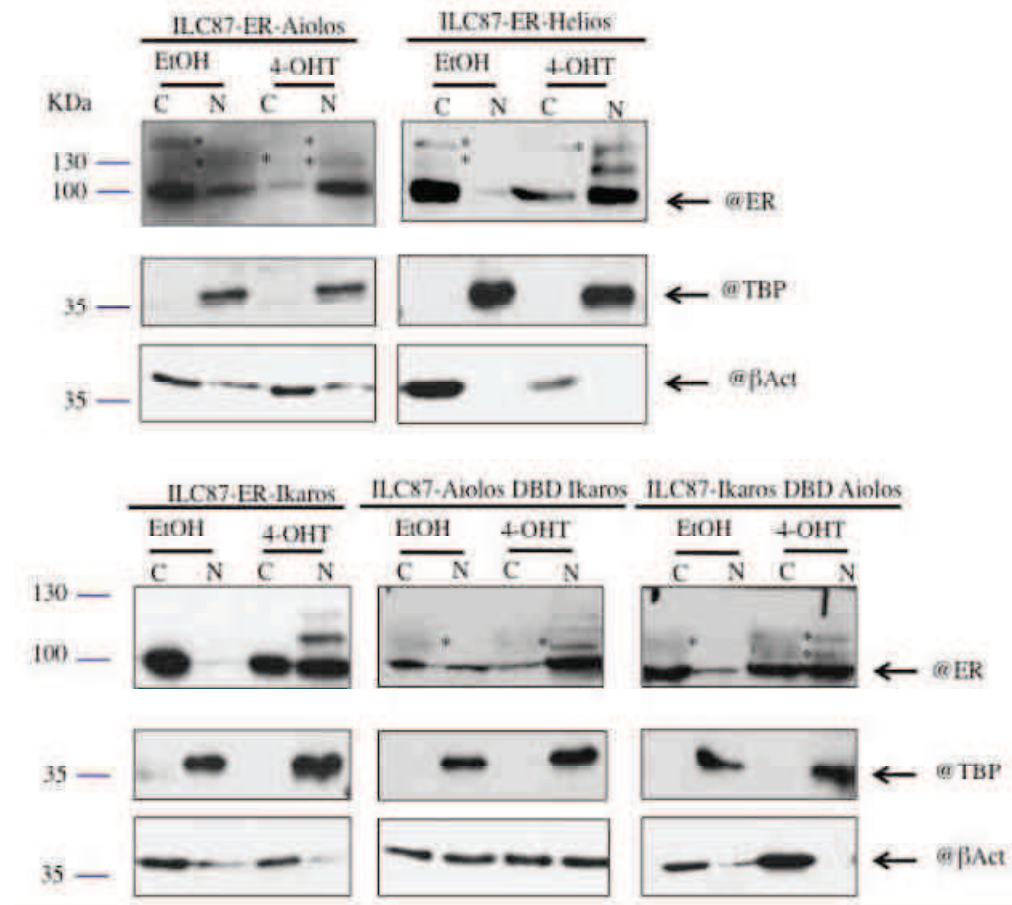 ILC87-ER-Aiolos ILC87-ER-Helios
EtOH 4-OHT EtOH 4-OHT
KDa C N C N C N C N
* * * *
130 * * * *
100 @ER
35 @TBP
35 @βAct
ILC87-ER-Ikaros ILC87-Aiolos DBD Ikaros ILC87-Ikaros DBD Aiolos
EtOH 4-OHT EtOH 4-OHT EtOH 4-OHT
C N C N C N C N C N C N
130
* * * *
100 * @ER
35 @TBP
35 @βAct